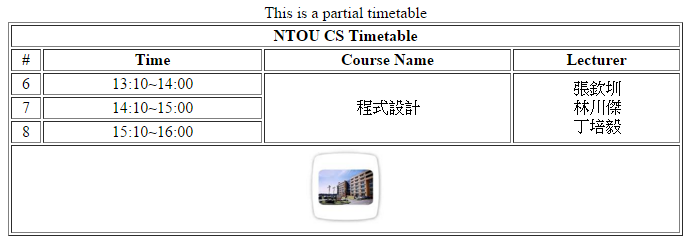 This is a partial timetable
NTOU CS Timetable
# Time Course Name Lecturer
6 13:10~14:00
7 14:10~15:00
8 15:10~16:00
程式設計
張欽圳
林川傑
丁培毅